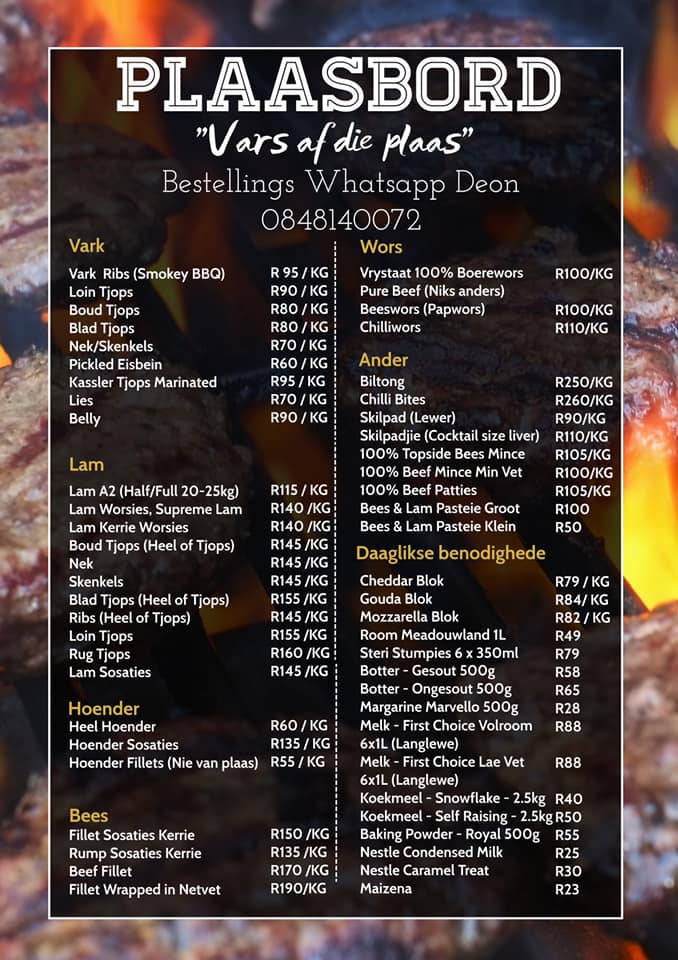 PLAASBORD
"Vars af die plaas"
Bestellings Whatsapp Deon
0848140072
Vark
Vark Ribs (Smokey BBQ) R 95 / KG
Loin Tjops R90 / KG
Boud Tjops R80 / KG
Blad Tjops R80 / KG
Nek/Skenkels R70 / KG
Pickled Eisbein R60 / KG
Kassler Tjops Marinated R95 / KG
Lies R70 / KG
Belly R90 / KG
Lam
Lam A2 (Half/Full 20-25kg) R115 / KG
Lam Worsies, Supreme Lam R140 /KG
Lam Kerrie Worsies R140 /KG
Boud Tjops (Heel of Tjops) R145 /KG
Nek R145 /KG
Skenkels R145 /KG
Blad Tjops (Heel of Tjops) R155 /KG
Ribs (Heel of Tjops) R145 /KG
Loin Tjops R155 /KG
Rug Tjops R160 /KG
Lam Sosaties R145 /KG
Hoender
Heel Hoender R60 / KG
Hoender Sosaties R135 / KG
Hoender Fillets (Nie van plaas) R55 / KG
Bees
Fillet Sosaties Kerrie R150 /KG
Rump Sosaties Kerrie R135 /KG
Beef Fillet R170 /KG
Fillet Wrapped in Netvet R190/KG
Wors
Vrystaat 100% Boerewors R100/KG
Pure Beef (Niks anders)
Beeswors (Papwors) R100/KG
Chilliwors R110/KG
Ander
Biltong R250/KG
Chilli Bites R260/KG
Skilpad (Lewer) R90/KG
Skilpadjie (Cocktail size liver) R110/KG
100% Topside Bees Mince R105/KG
100% Beef Mince Min Vet R100/KG
100% Beef Patties R105/KG
Bees & Lam Pasteie Groot R100
Bees & Lam Pasteie Klein R50
Daaglikse benodighede
Cheddar Blok R79 / KG
Gouda Blok R84/ KG
Mozzarella Blok R82 / KG
Room Meadouwland 1L R49
Steri Stumpies 6 x 350ml R79
Botter - Gesout 500g R58
Botter - Ongesout 500g R65
Margarine Marvello 500g R28
Melk - First Choice Volroom R88
6x1L (Langlewe)
Melk - First Choice Lae Vet R88
6x1L (Langlewe)
Koekmeel - Snowflake - 2.5kg R40
Koekmeel - Self Raising - 2.5kg R50
Baking Powder - Royal 500g R55
Nestle Condensed Milk R25
Nestle Caramel Treat R30
Maizena R23